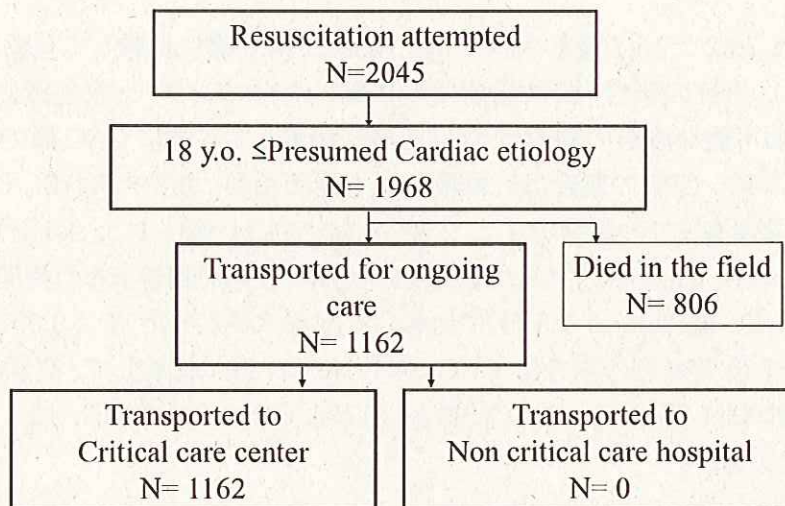 Resuscitation attempted
N=2045
18 y.o. ≤Presumed Cardiac etiology
N= 1968
Transported for ongoing
care
N= 1162
Died in the field
N= 806
Transported to
Critical care center
N= 1162
Transported to
Non critical care hospital
N= 0